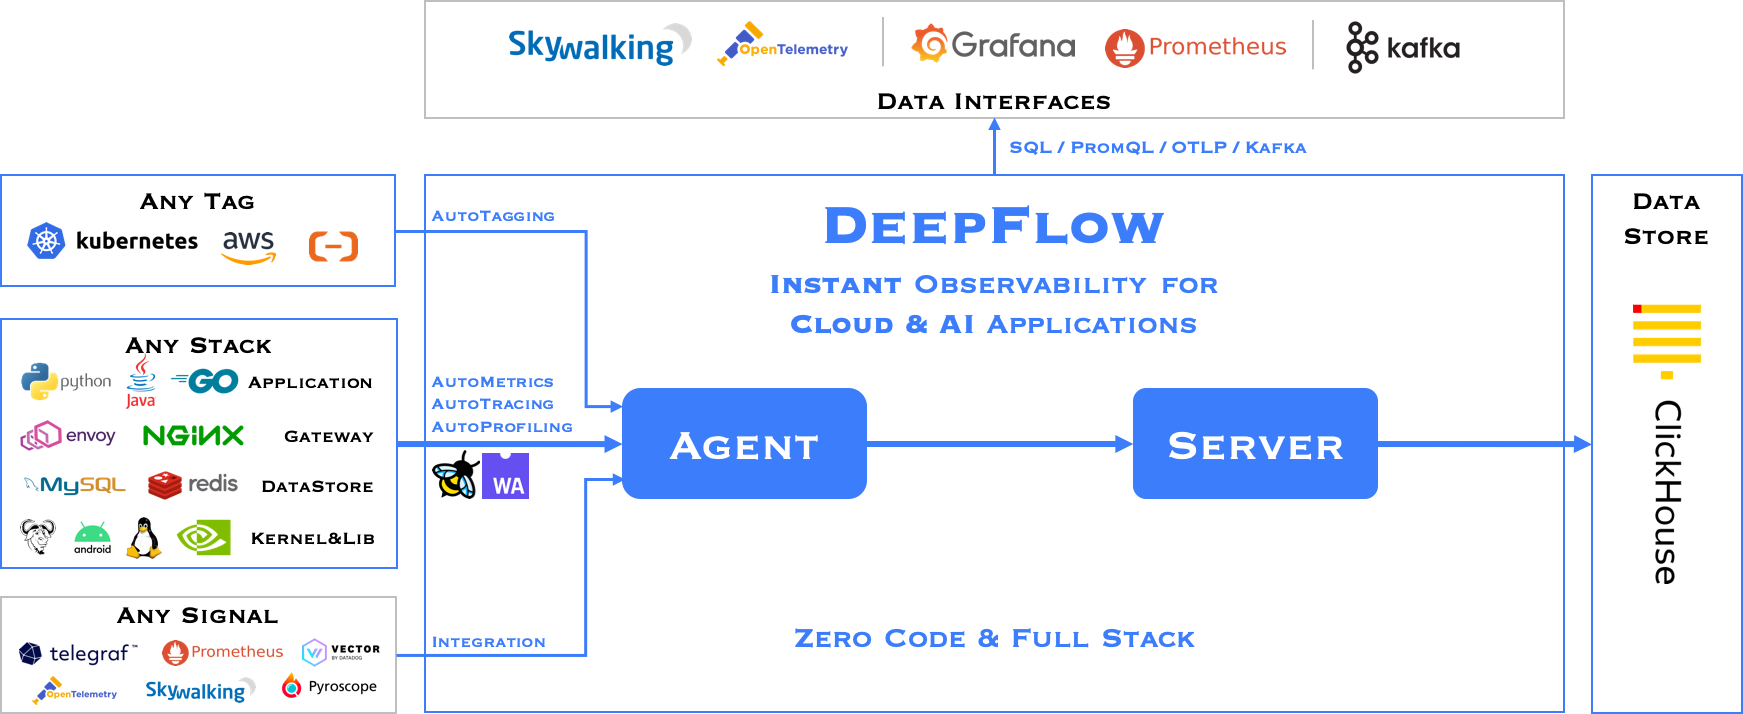 Skywalking
OpenTelemetry
Grafana
Prometheus
kafka
Data Interfaces
SQL / PromQL / OTLP / Kafka
Any Tag
kubernetes
aws
AutoTagging
DeepFlow
Instant Observability for
Cloud & AI Applications
Data
Store
ClickHouse
Any Stack
python
Java
GO
Application
envoy
NGINX
Gateway
MySQL
redis
DataStore
android
Kernel&Lib
AutoMetrics
AutoTracing
AutoProfiling
WA
Agent
Server
Any Signal
telegraf™
Prometheus
VECTOR
BY DATADOG
OpenTelemetry
Skywalking
Pyroscope
Integration
Zero Code & Full Stack